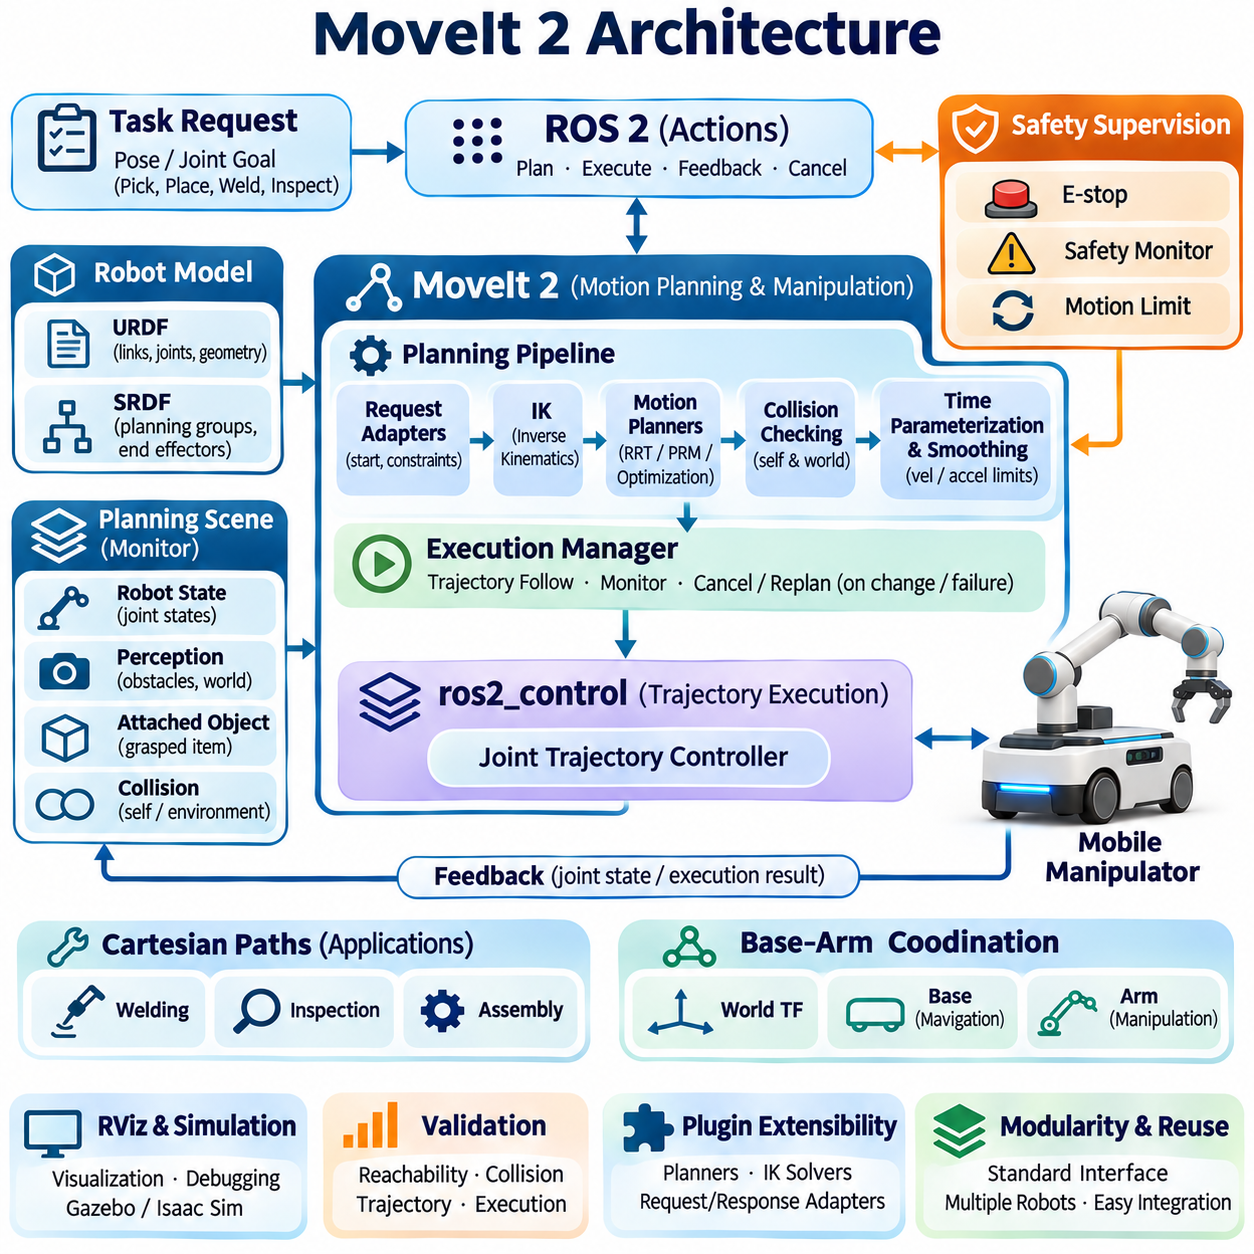 MoveIt 2 Architecture
Task Request
Pose / Joint Goal
(Pick, Place, Weld, Inspect)
ROS 2 (Actions)
Plan · Execute · Feedback · Cancel
Safety Supervision
E-stop
Safety Monitor
Motion Limit
Robot Model
URDF
(links, joints, geometry)
SRDF
(planning groups,
end effectors)
MoveIt 2 (Motion Planning & Manipulation)
Planning Pipeline
Request
Adapters
(start, constraints)
IK
(Inverse
Kinematics)
Motion
Planners
(RRT / PRM /
Optimization)
Collision
Checking
(self & world)
Time
Parameterization
& Smoothing
(vel / accel limits)
Planning Scene
(Monitor)
Robot State
(joint states)
Perception
(obstacles, world)
Attached Object
(grasped item)
Collision
(self / environment)
Execution Manager
Trajectory Follow · Monitor · Cancel / Replan (on change / failure)
ros2_control (Trajectory Execution)
Joint Trajectory Controller
Mobile
Manipulator
Feedback (joint state / execution result)
Cartesian Paths (Applications)
Welding
Inspection
Assembly
Base-Arm Coodination
World TF
Base
(Mavigation)
Arm
(Manipulation)
RViz & Simulation
Visualization · Debugging
Gazebo / Isaac Sim
Validation
Reachability · Collision
Trajectory · Execution
Plugin Extensibility
Planners · IK Solvers
Request/Response Adapters
Modularity & Reuse
Standard Interface
Multiple Robots · Easy Integration